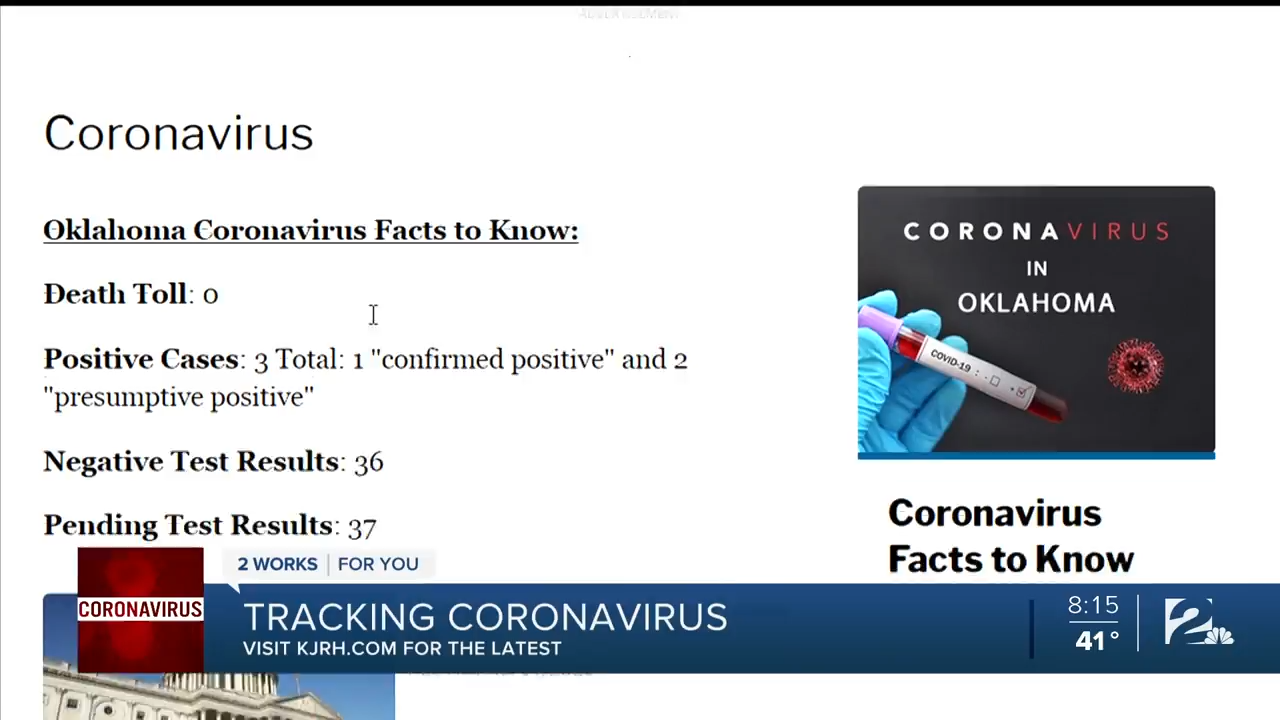 Coronavirus
Oklahoma Coronavirus Facts to Know:
Death Toll: 0
Positive Cases: 3 Total: 1 "confirmed positive" and 2
"presumptive positive"
Negative Test Results: 36
Pending Test Results: 37
CORONAVIRUS
IN
OKLAHOMA
COVID-19
Coronavirus
Facts to Know
2 WORKS | FOR YOU
CORONAVIRUS
TRACKING CORONAVIRUS
VISIT KJRH.COM FOR THE LATEST
8:15
41°
2